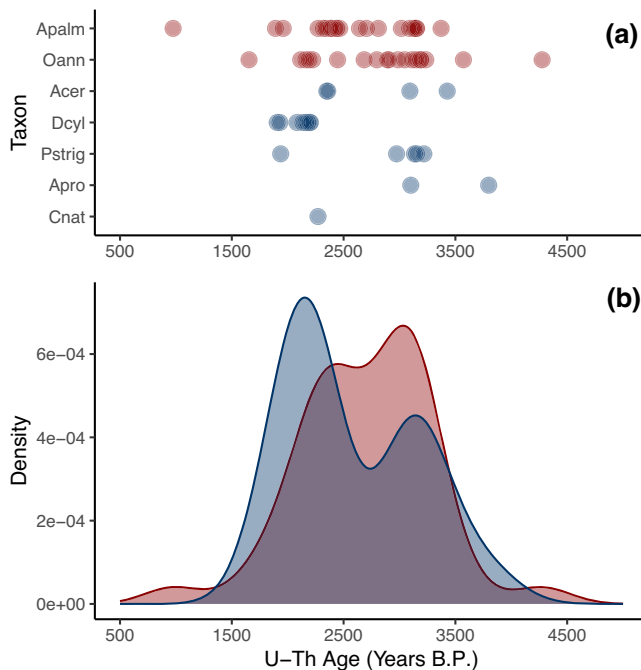 (a)
Taxon
Apalm
Oann
Acer
Dcyl
Pstrig
Apro
Cnat
500 1500 2500 3500 4500
(b)
Density
6e−04
4e−04
2e−04
0e+00
500 1500 2500 3500 4500
U−Th Age (Years B.P.)